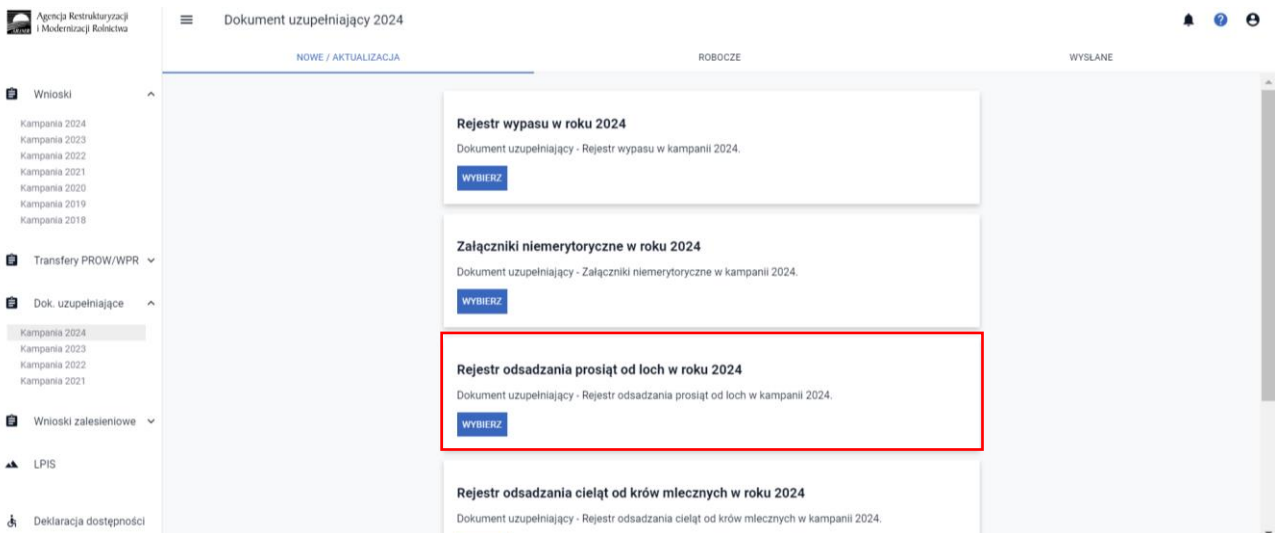 Agencja Restrukturyzacji
i Modernizacji Rolnictwa
Dokument uzupełniający 2024
NOWE / AKTUALIZACJA
ROBOCZE
WYSŁANE
Wnioski
Kampania 2024
Kampania 2023
Kampania 2022
Kampania 2021
Kampania 2020
Kampania 2019
Kampania 2018
Transfery PROW/WPR
Dok. uzupełniające
Kampania 2024
Kampania 2023
Kampania 2022
Kampania 2021
Wnioski zalesieniowe
LPIS
Deklaracja dostępności
Rejestr wypasu w roku 2024
Dokument uzupełniający - Rejestr wypasu w kampanii 2024.
WYBIERZ
Załączniki niemerytoryczne w roku 2024
Dokument uzupełniający - Załączniki niemerytoryczne w kampanii 2024.
WYBIERZ
Rejestr odsadzania prosiąt od loch w roku 2024
Dokument uzupełniający - Rejestr odsadzania prosiąt od loch w kampanii 2024.
WYBIERZ
Rejestr odsadzania cieląt od krów mlecznych w roku 2024
Dokument uzupełniający - Rejestr odsadzania cieląt od krów mlecznych w kampanii 2024.